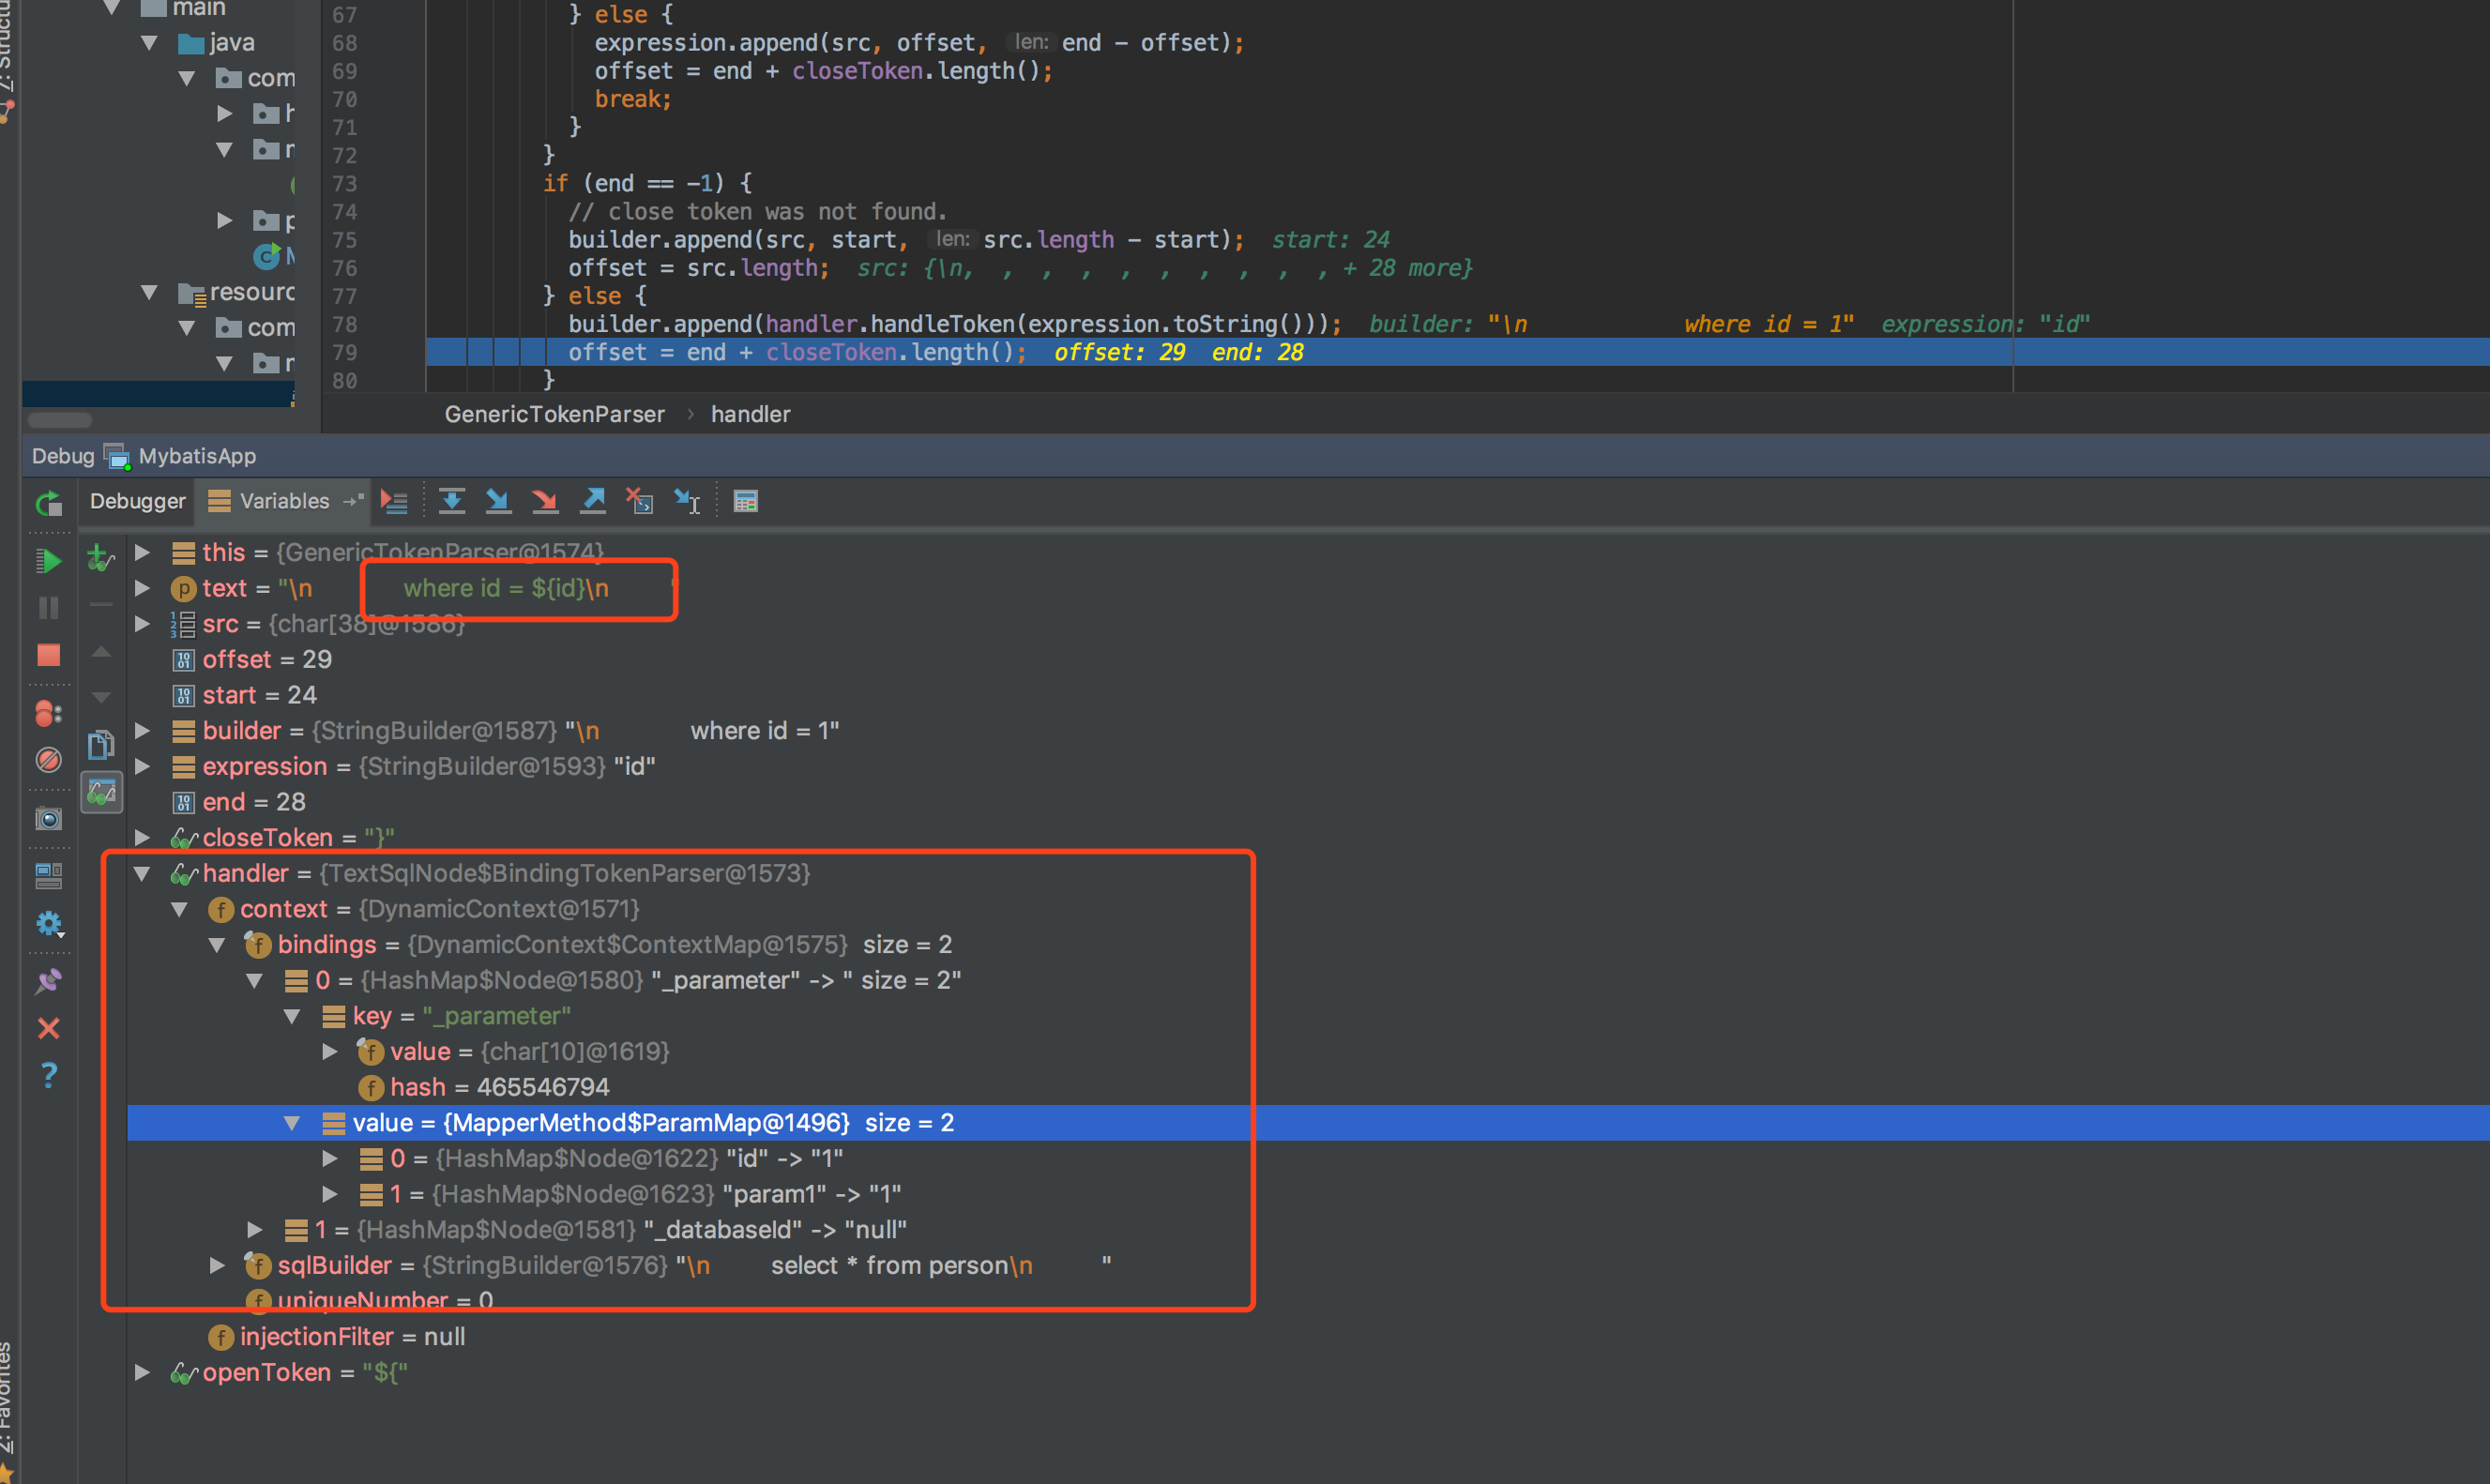 main
java
com
resourc
com
67 } else {
68 expression.append(src, offset, len: end - offset);
69 offset = end + closeToken.length();
70 break;
71 }
72 }
73 if (end == -1) {
74 // close token was not found.
75 builder.append(src, start, len: src.length - start); start: 24
76 offset = src.length; src: {\n, , , , , , , , , , + 28 more}
77 } else {
78 builder.append(handler.handleToken(expression.toString())); builder: "\n where id = 1" expression: "id"
79 offset = end + closeToken.length(); offset: 29 end: 28
80 }
GenericTokenParser › handler
Debug MybatisApp
Debugger Variables
this = {GenericTokenParser@1574}
text = "\n where id = ${id}\n "
src = {char[38]@1586}
offset = 29
start = 24
builder = {StringBuilder@1587} "\n where id = 1"
expression = {StringBuilder@1593} "id"
end = 28
closeToken = "}"
handler = {TextSqlNode$BindingTokenParser@1573}
context = {DynamicContext@1571}
bindings = {DynamicContext$ContextMap@1575} size = 2
0 = {HashMap$Node@1580} "_parameter" -> " size = 2"
key = "_parameter"
value = {char[10]@1619}
hash = 465546794
value = {MapperMethod$ParamMap@1496} size = 2
0 = {HashMap$Node@1622} "id" -> "1"
1 = {HashMap$Node@1623} "param1" -> "1"
1 = {HashMap$Node@1581} "_databaseId" -> "null"
sqlBuilder = {StringBuilder@1576} "\n select * from person\n "
uniqueNumber = 0
injectionFilter = null
openToken = "${"
2: Favorites